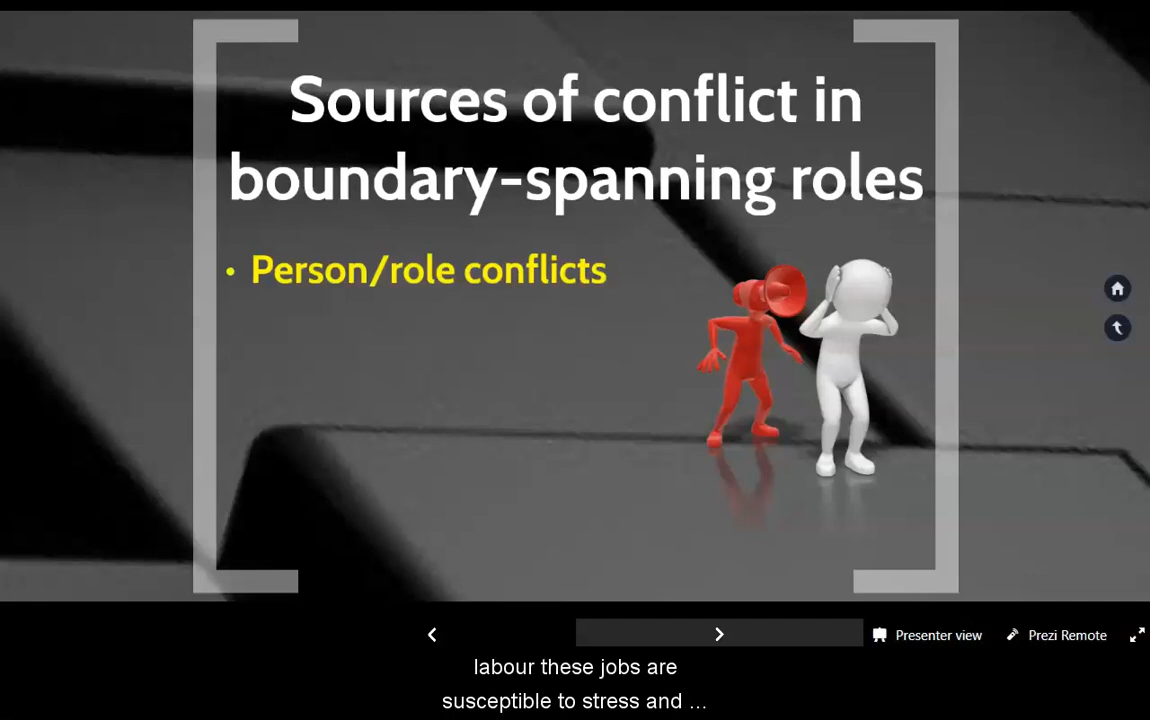 Sources of conflict in
boundary-spanning roles
• Person/role conflicts
Presenter view
Prezi Remote
labour these jobs are
susceptible to stress and ...